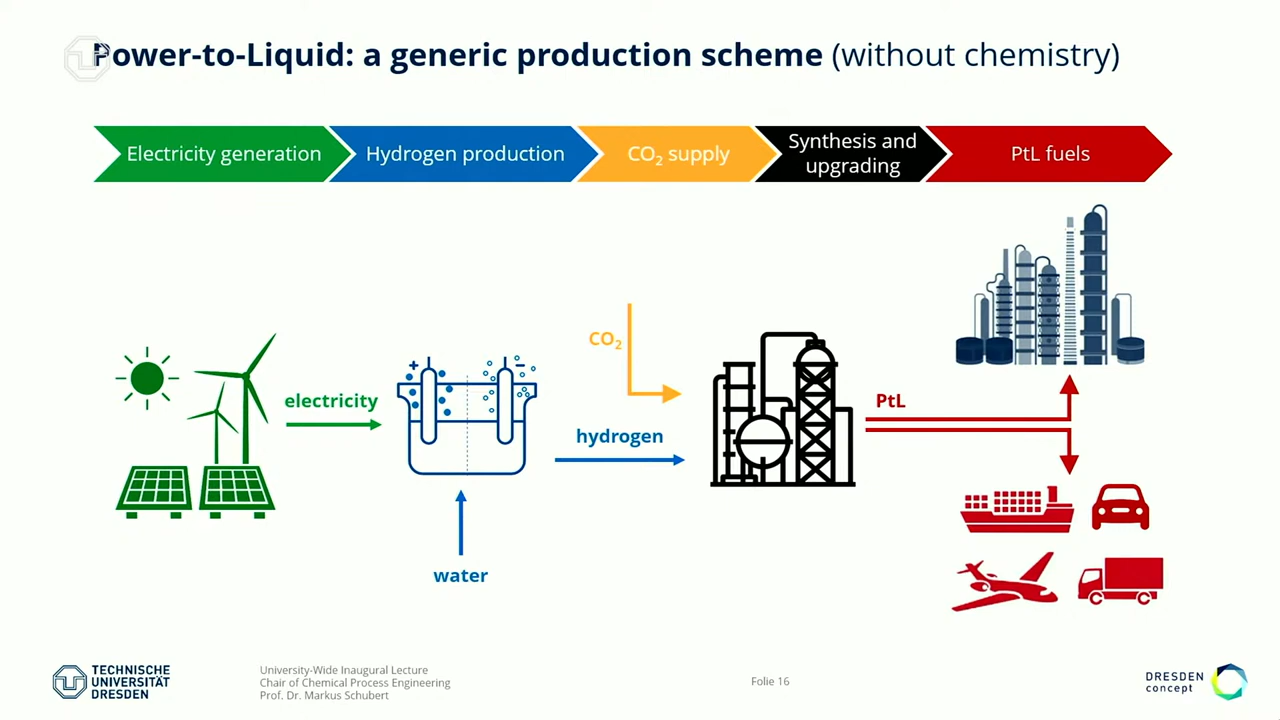 Power-to-Liquid: a generic production scheme (without chemistry)
Electricity generation
Hydrogen production
CO₂ supply
Synthesis and
upgrading
PtL fuels
CO₂
electricity
PtL
hydrogen
water
TECHNISCHE
UNIVERSITÄT
DRESDEN
University-Wide Inaugural Lecture
Chair of Chemical Process Engineering
Prof. Dr. Markus Schubert
Folie 16
DRESDEN
concept